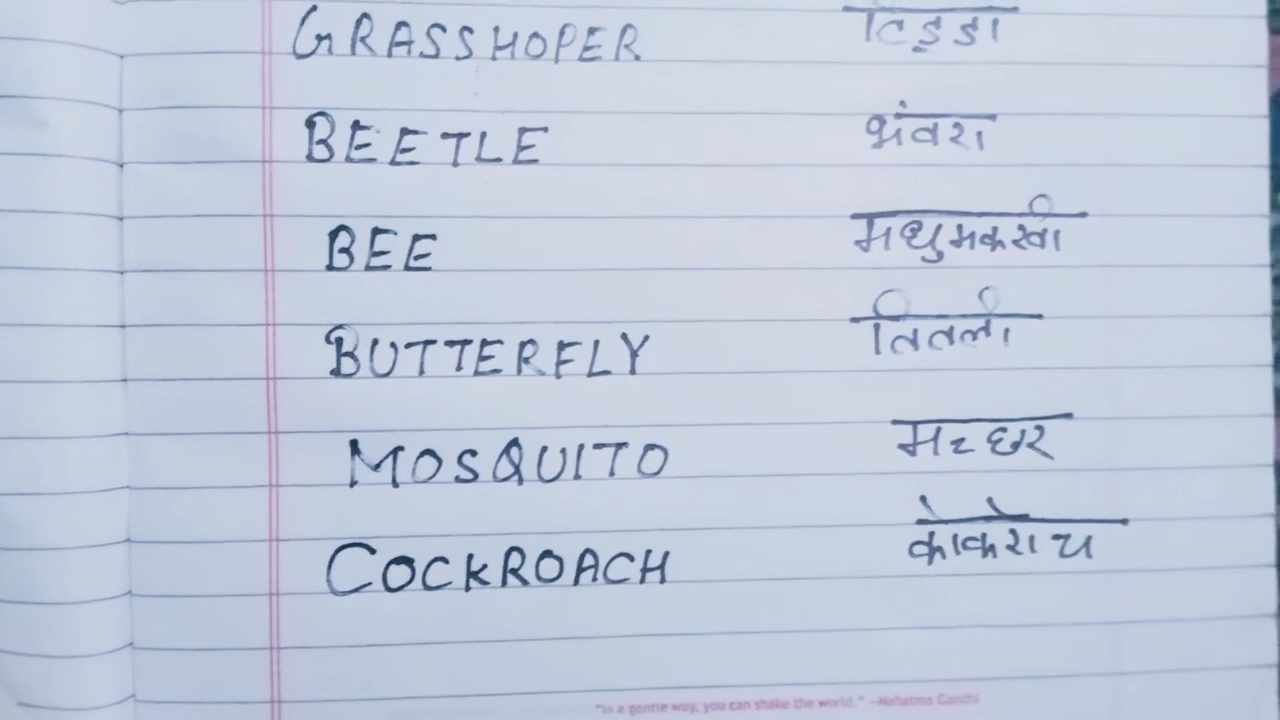 GRASSHOPER टिड्डा
BEETLE भंवरा
BEE मधुमक्खी
BUTTERFLY तितली
MOSQUITO मच्छर
COCKROACH कोकरोच
"In a gentle way, you can shake the world." —Mahatma Gandhi